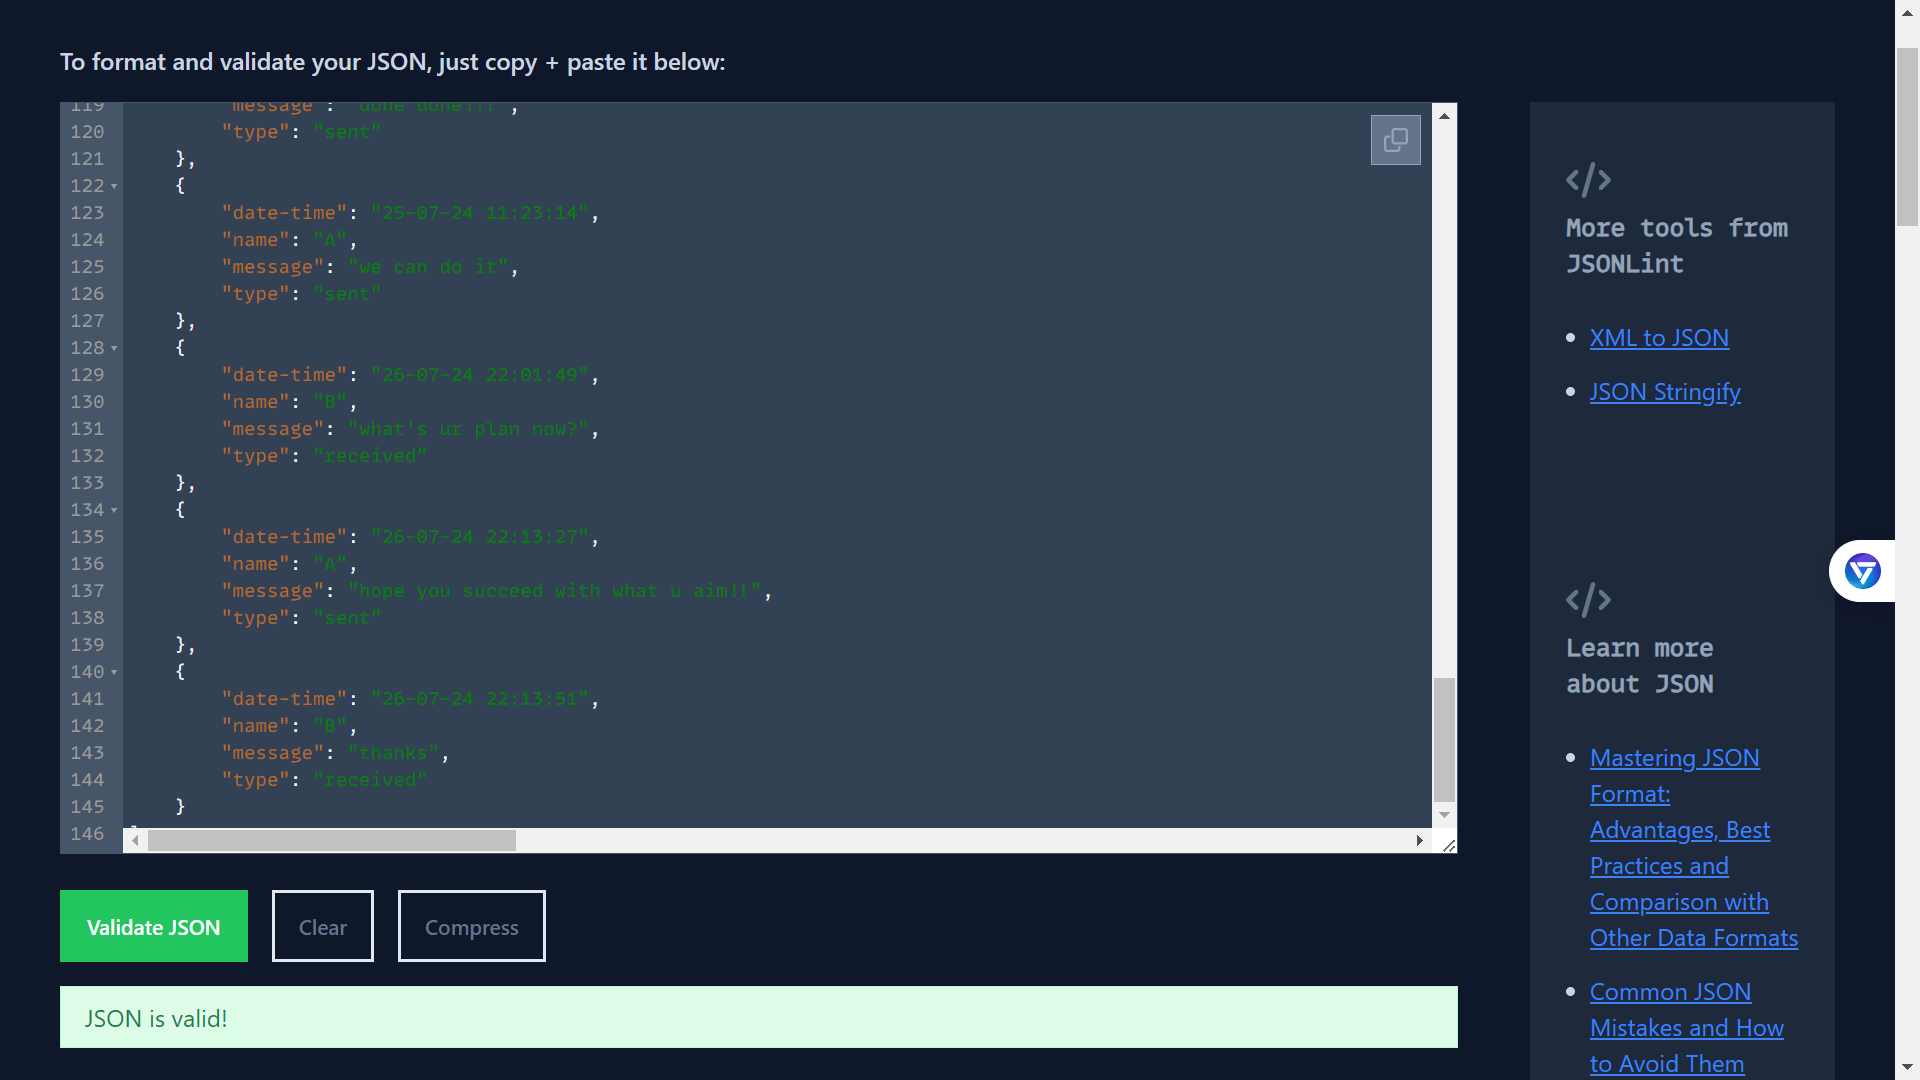 To format and validate your JSON, just copy + paste it below:
119 "message": "done done!!!",
120 "type": "sent"
121 },
122 {
123 "date-time": "25-07-24 11:23:14",
124 "name": "A",
125 "message": "we can do it",
126 "type": "sent"
127 },
128 {
129 "date-time": "26-07-24 22:01:49",
130 "name": "B",
131 "message": "what's ur plan now?",
132 "type": "received"
133 },
134 {
135 "date-time": "26-07-24 22:13:27",
136 "name": "A",
137 "message": "hope you succeed with what u aim!!",
138 "type": "sent"
139 },
140 {
141 "date-time": "26-07-24 22:13:51",
142 "name": "B",
143 "message": "thanks",
144 "type": "received"
145 }
146
Validate JSON
Clear
Compress
JSON is valid!
More tools from
JSONLint
XML to JSON
JSON Stringify
Learn more
about JSON
Mastering JSON
Format:
Advantages, Best
Practices and
Comparison with
Other Data Formats
Common JSON
Mistakes and How
to Avoid Them